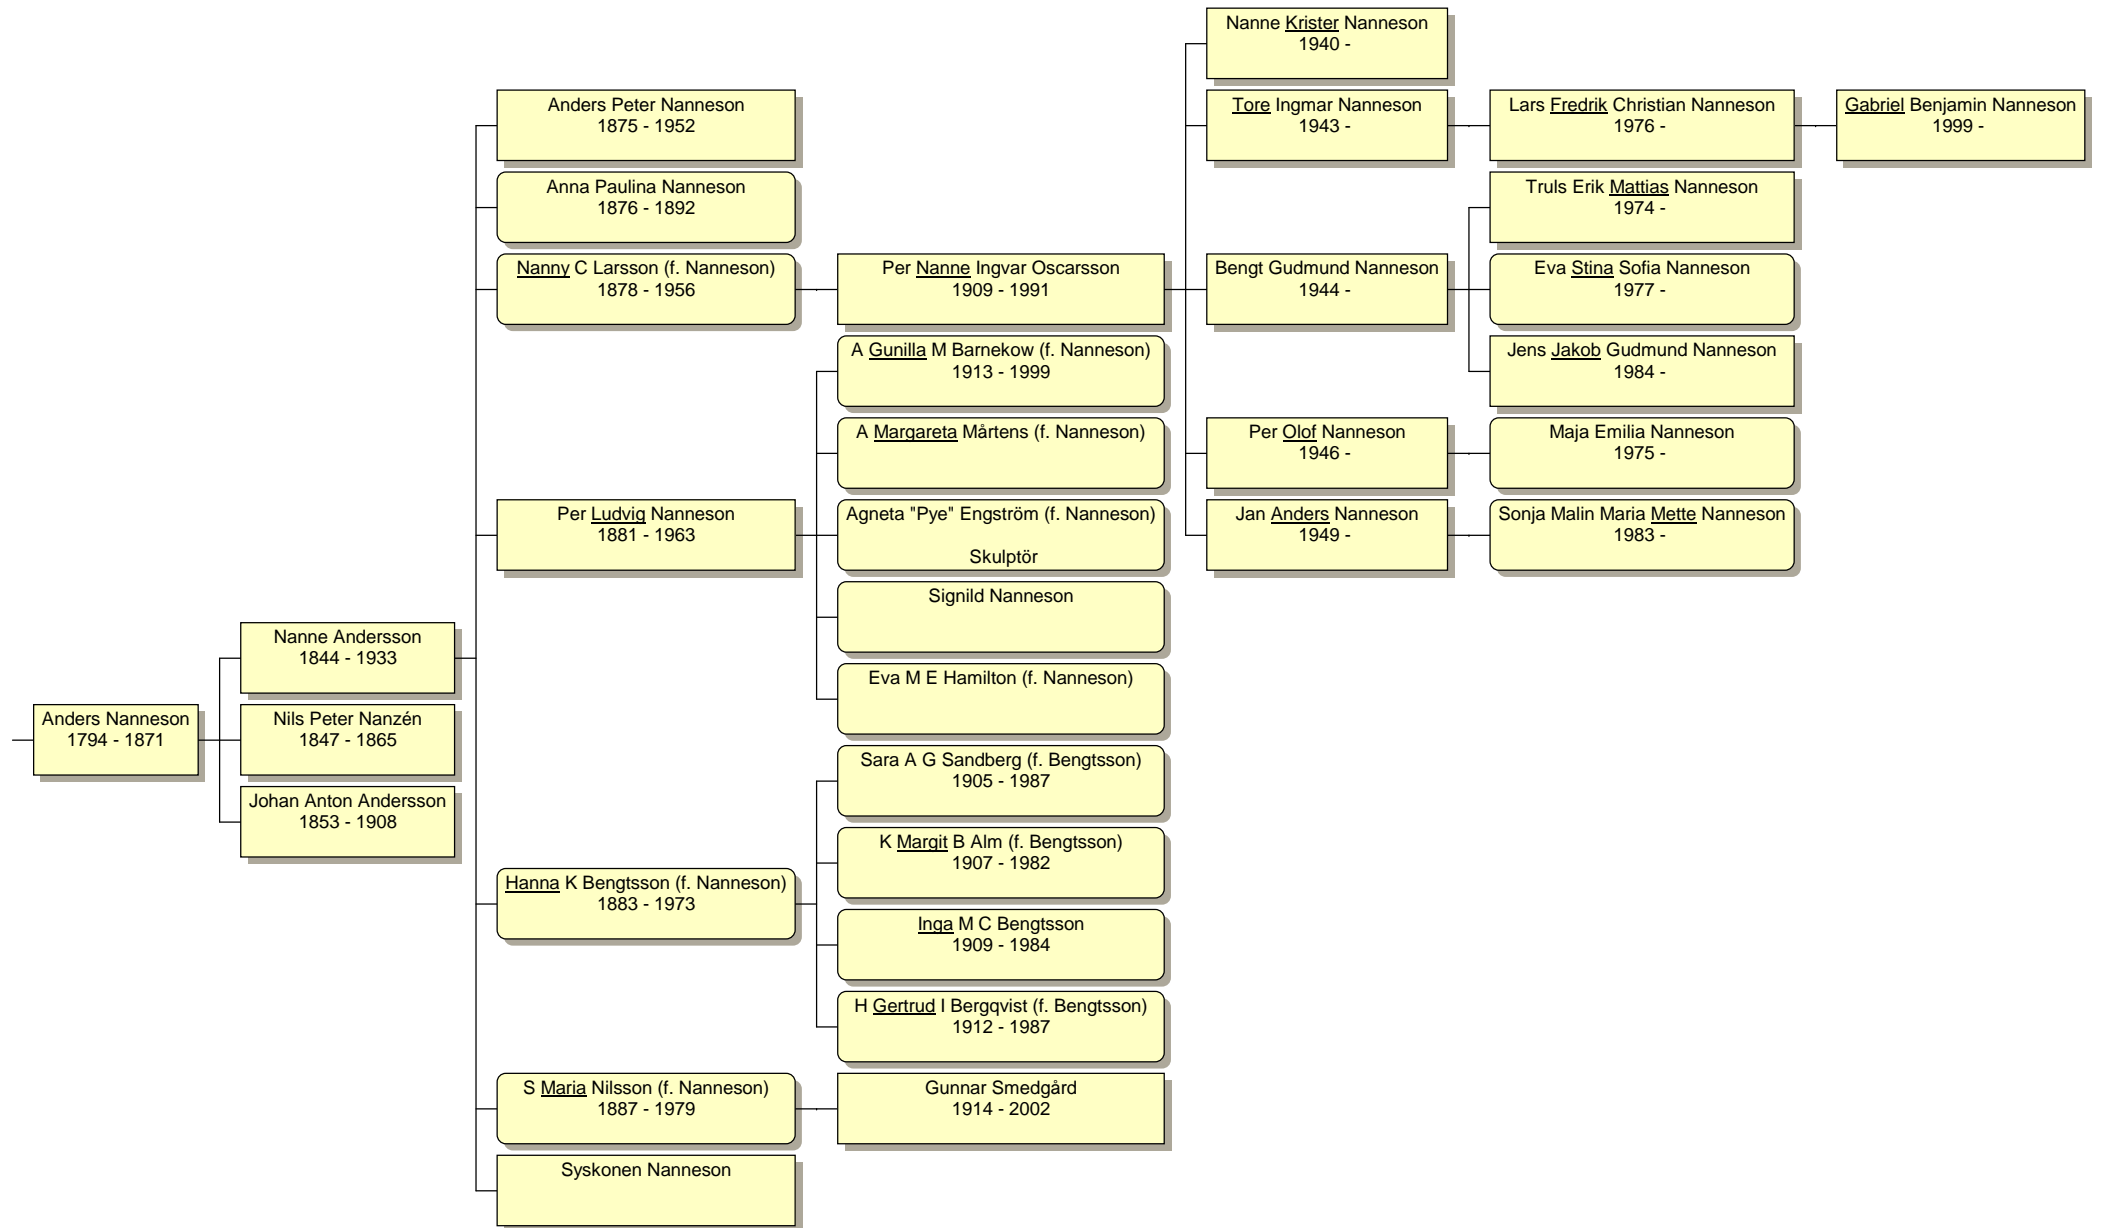 Anders Nanneson
1794 - 1871
Nanne Andersson
1844 - 1933
Nils Peter Nanzén
1847 - 1865
Johan Anton Andersson
1853 - 1908
Anders Peter Nanneson
1875 - 1952
Anna Paulina Nanneson
1876 - 1892
Nanny C Larsson (f. Nanneson)
1878 - 1956
Per Ludvig Nanneson
1881 - 1963
Hanna K Bengtsson (f. Nanneson)
1883 - 1973
S Maria Nilsson (f. Nanneson)
1887 - 1979
Syskonen Nanneson
Per Nanne Ingvar Oscarsson
1909 - 1991
A Gunilla M Barnekow (f. Nanneson)
1913 - 1999
A Margareta Mårtens (f. Nanneson)
Agneta "Pye" Engström (f. Nanneson)
Skulptör
Signild Nanneson
Eva M E Hamilton (f. Nanneson)
Sara A G Sandberg (f. Bengtsson)
1905 - 1987
K Margit B Alm (f. Bengtsson)
1907 - 1982
Inga M C Bengtsson
1909 - 1984
H Gertrud I Bergqvist (f. Bengtsson)
1912 - 1987
Gunnar Smedgård
1914 - 2002
Nanne Krister Nanneson
1940 -
Tore Ingmar Nanneson
1943 -
Bengt Gudmund Nanneson
1944 -
Per Olof Nanneson
1946 -
Jan Anders Nanneson
1949 -
Lars Fredrik Christian Nanneson
1976 -
Truls Erik Mattias Nanneson
1974 -
Eva Stina Sofia Nanneson
1977 -
Jens Jakob Gudmund Nanneson
1984 -
Maja Emilia Nanneson
1975 -
Sonja Malin Maria Mette Nanneson
1983 -
Gabriel Benjamin Nanneson
1999 -